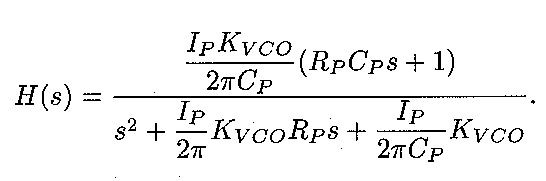 H(s) = \frac{\frac{I_P K_{VCO}}{2\pi C_P}(R_P C_P s + 1)}{s^2 + \frac{I_P}{2\pi} K_{VCO} R_P s + \frac{I_P}{2\pi C_P} K_{VCO}}.